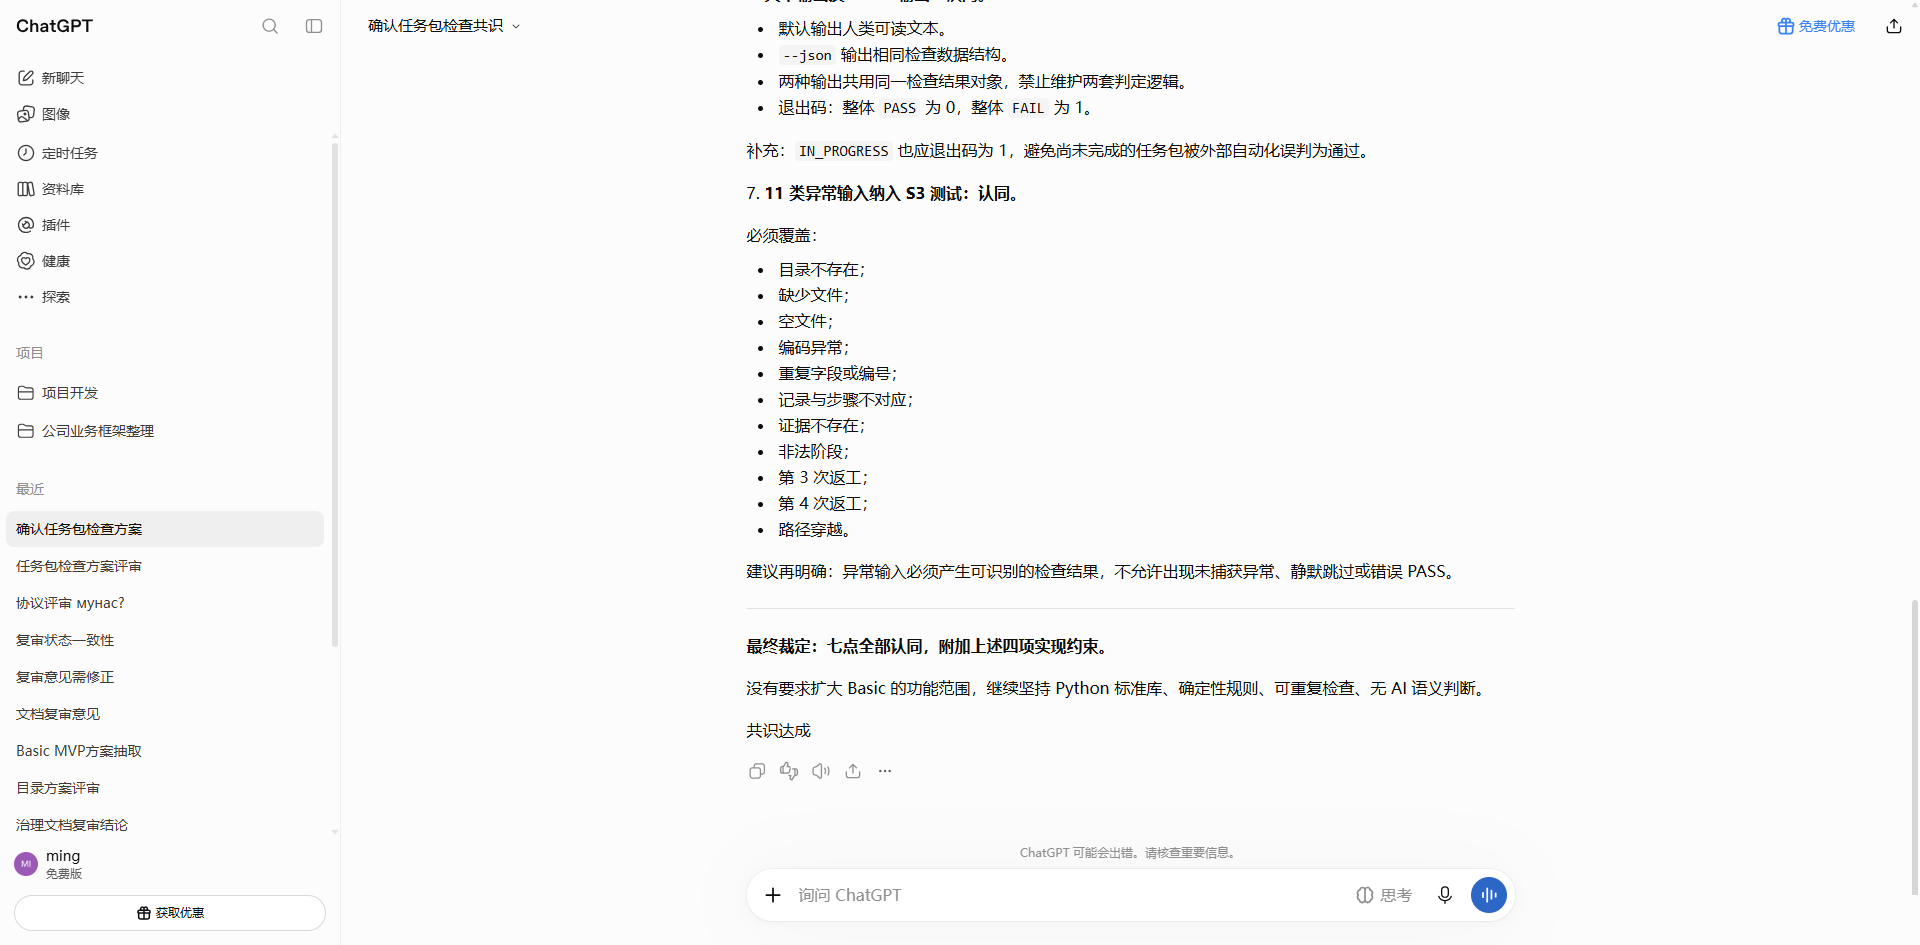 ChatGPT
新聊天
图像
定时任务
资料库
插件
健康
探索
项目
项目开发
公司业务框架整理
最近
确认任务包检查方案
任务包检查方案评审
协议评审 мунас?
复审状态一致性
复审意见需修正
文档复审意见
Basic MVP方案抽取
目录方案评审
治理文档复审结论
MI
ming
免费版
获取优惠
确认任务包检查共识
免费优惠
默认输出人类可读文本。
--json 输出相同检查数据结构。
两种输出共用同一检查结果对象，禁止维护两套判定逻辑。
退出码：整体 PASS 为 0，整体 FAIL 为 1。
补充：IN_PROGRESS 也应退出码为 1，避免尚未完成的任务包被外部自动化误判为通过。
7. 11 类异常输入纳入 S3 测试：认同。
必须覆盖：
目录不存在；
缺少文件；
空文件；
编码异常；
重复字段或编号；
记录与步骤不对应；
证据不存在；
非法阶段；
第 3 次返工；
第 4 次返工；
路径穿越。
建议再明确：异常输入必须产生可识别的检查结果，不允许出现未捕获异常、静默跳过或错误 PASS。
最终裁定：七点全部认同，附加上述四项实现约束。
没有要求扩大 Basic 的功能范围，继续坚持 Python 标准库、确定性规则、可重复检查、无 AI 语义判断。
共识达成
ChatGPT 可能会出错。请核查重要信息。
询问 ChatGPT
思考